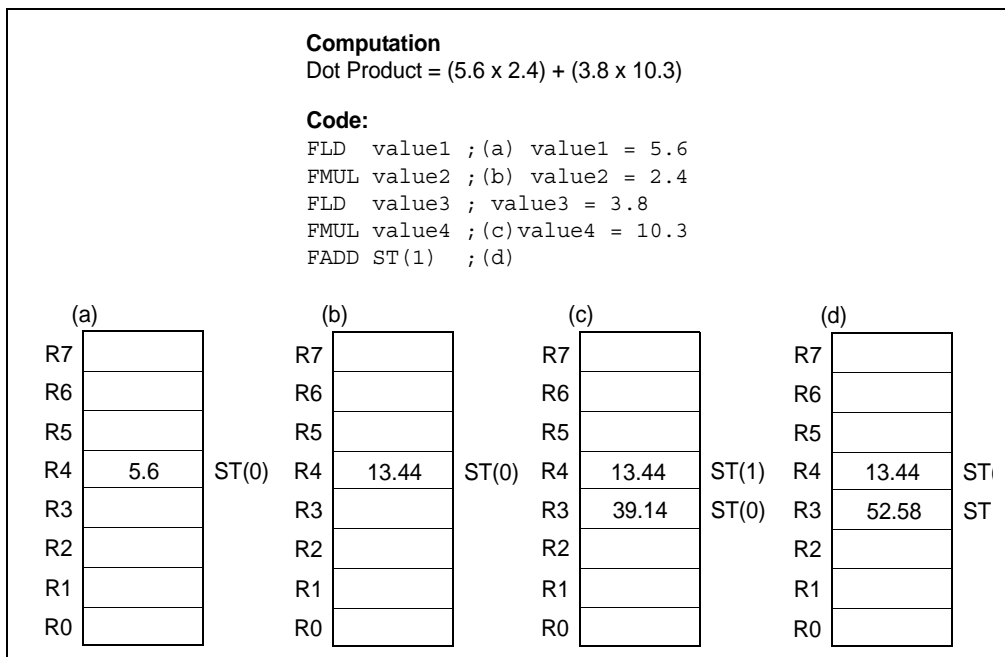 Computation
Dot Product = (5.6 x 2.4) + (3.8 x 10.3)
Code:
FLD value1 ;(a) value1 = 5.6
FMUL value2 ;(b) value2 = 2.4
FLD value3 ; value3 = 3.8
FMUL value4 ;(c)value4 = 10.3
FADD ST(1) ;(d)
(a) (b) (c) (d)
R7 R7 R7 R7
R6 R6 R6 R6
R5 R5 R5 R5
R4 5.6 ST(0) R4 13.44 ST(0) R4 13.44 ST(1) R4 13.44 ST(
R3 R3 R3 39.14 ST(0) R3 52.58 ST
R2 R2 R2 R2
R1 R1 R1 R1
R0 R0 R0 R0